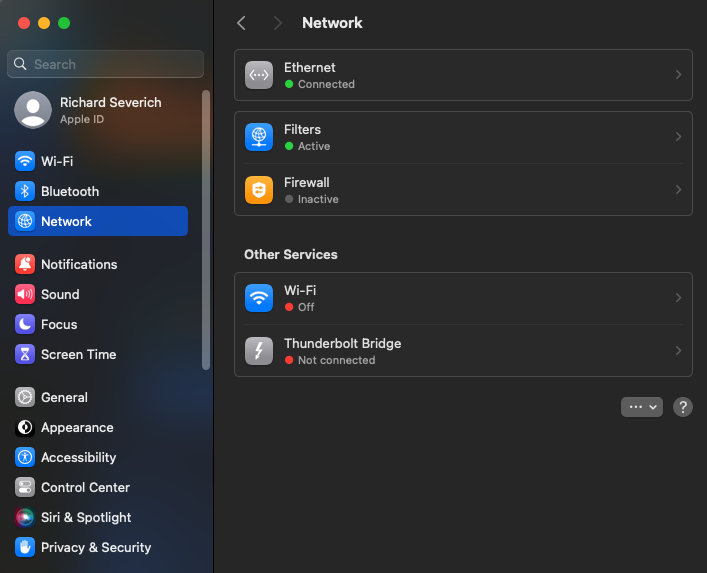 Search
Richard Severich
Apple ID
Wi-Fi
Bluetooth
Network
Notifications
Sound
Focus
Screen Time
General
Appearance
Accessibility
Control Center
Siri & Spotlight
Privacy & Security
Network
Ethernet
Connected
Filters
Active
Firewall
Inactive
Other Services
Wi-Fi
Off
Thunderbolt Bridge
Not connected
... 
?